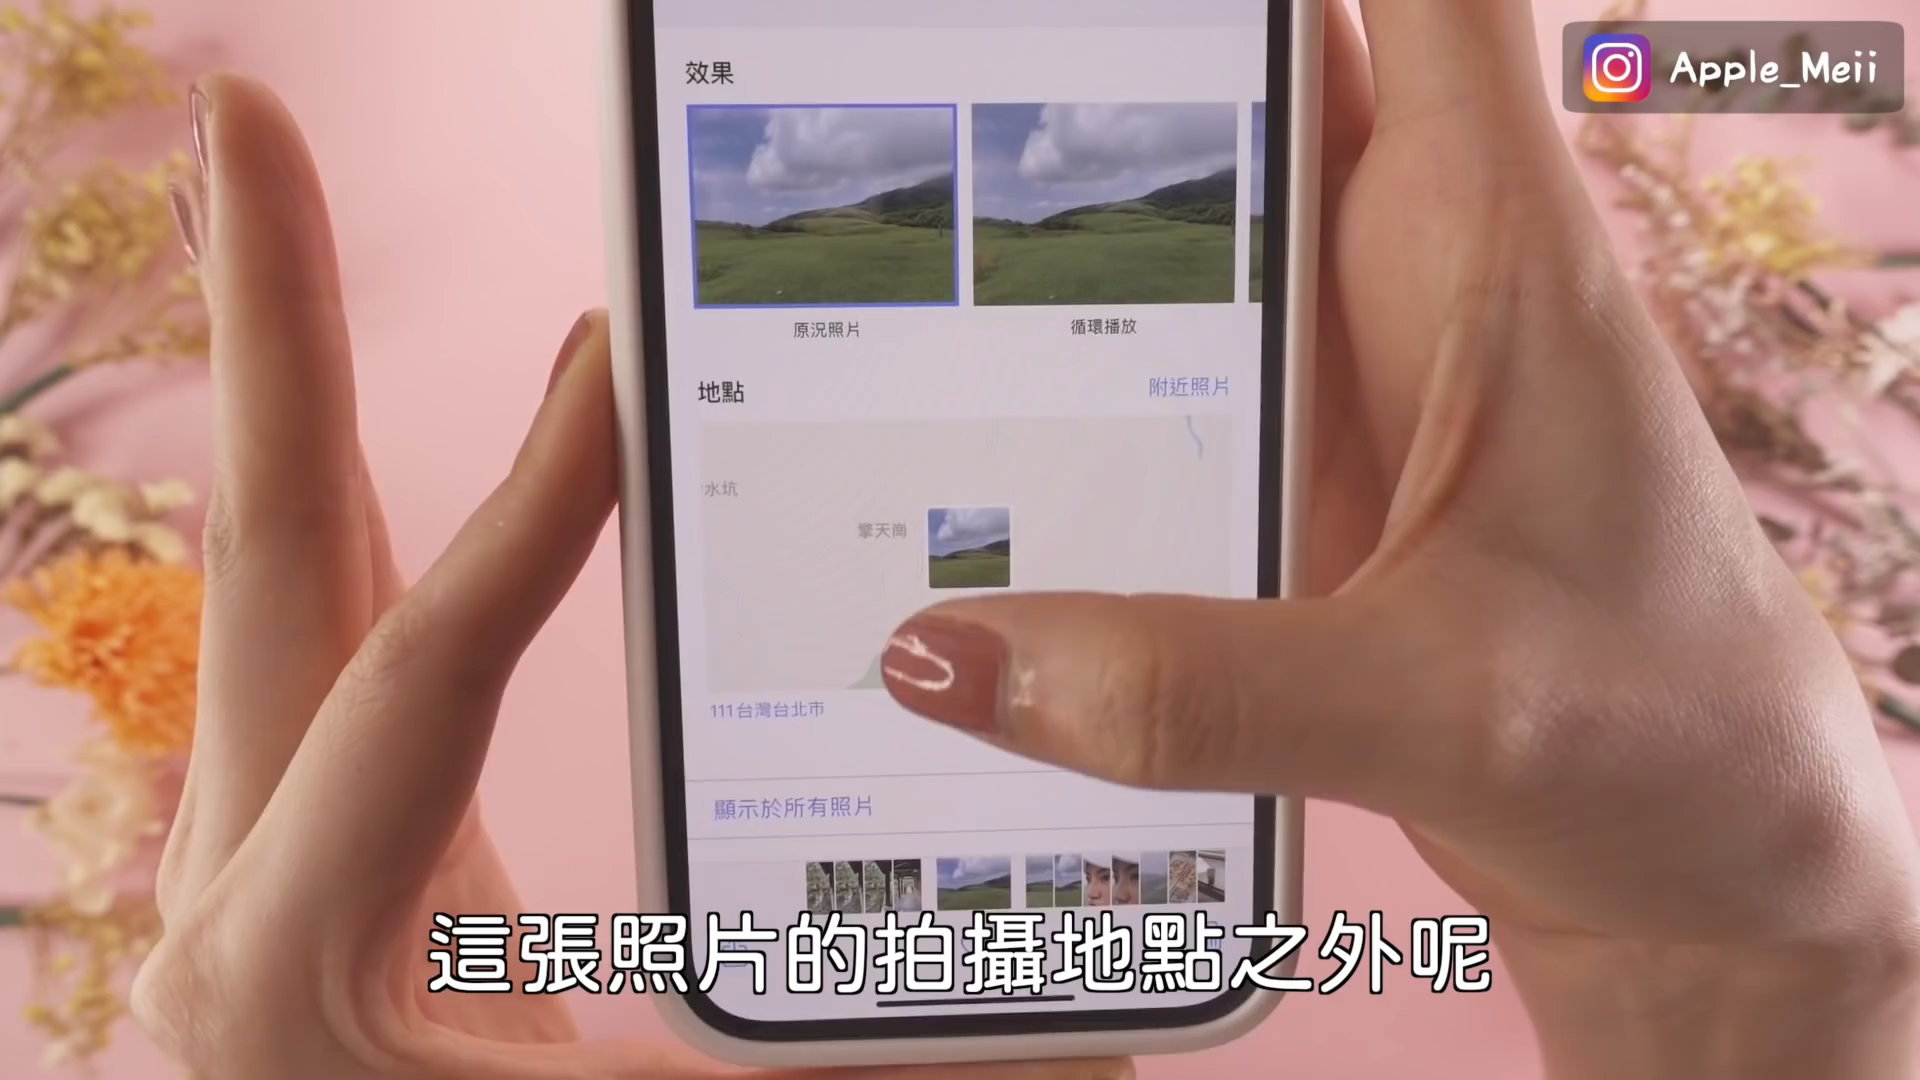 Apple_Meii
效果
原況照片
循環播放
地點
附近照片
水坑
擎天崗
111台灣台北市
顯示於所有照片
這張照片的拍攝地點之外呢